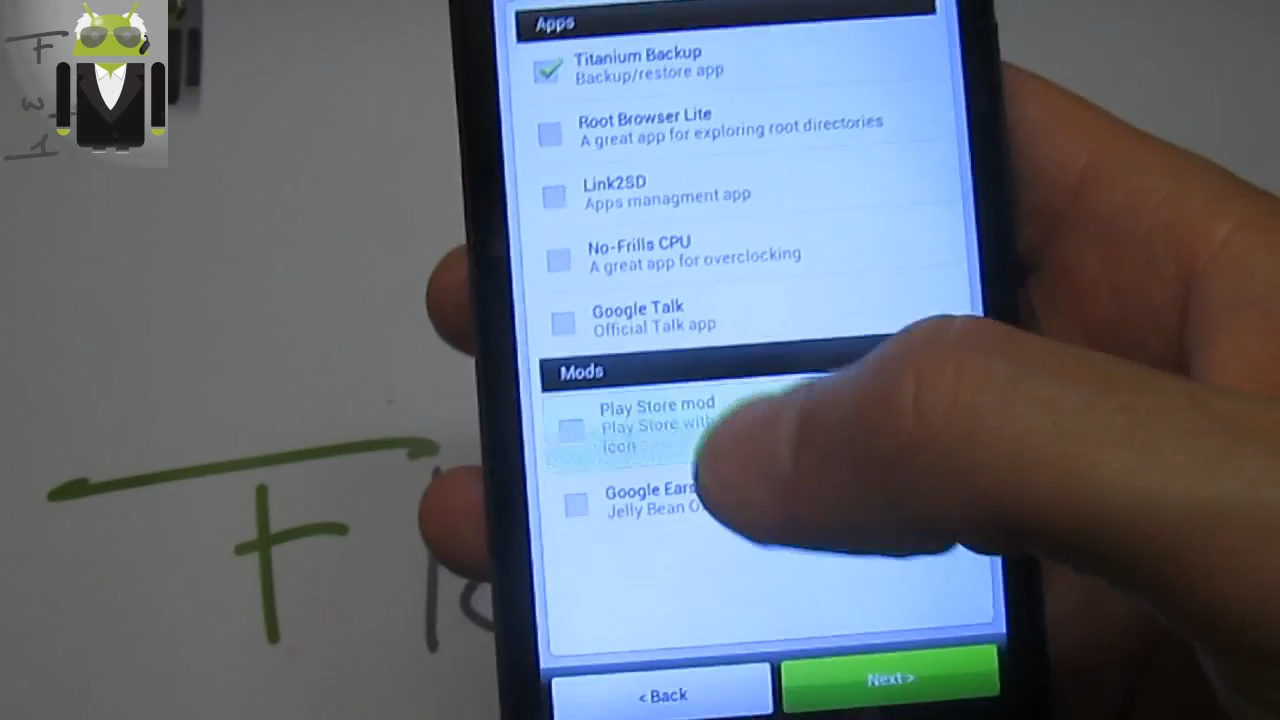 Apps
Titanium Backup
Backup/restore app
Root Browser Lite
A great app for exploring root directories
Link2SD
Apps managment app
No-Frills CPU
A great app for overclocking
Google Talk
Official Talk app
Mods
Play Store mod
Play Store with
icon
Google Ears
Jelly Bean
< Back
Next >
F
F